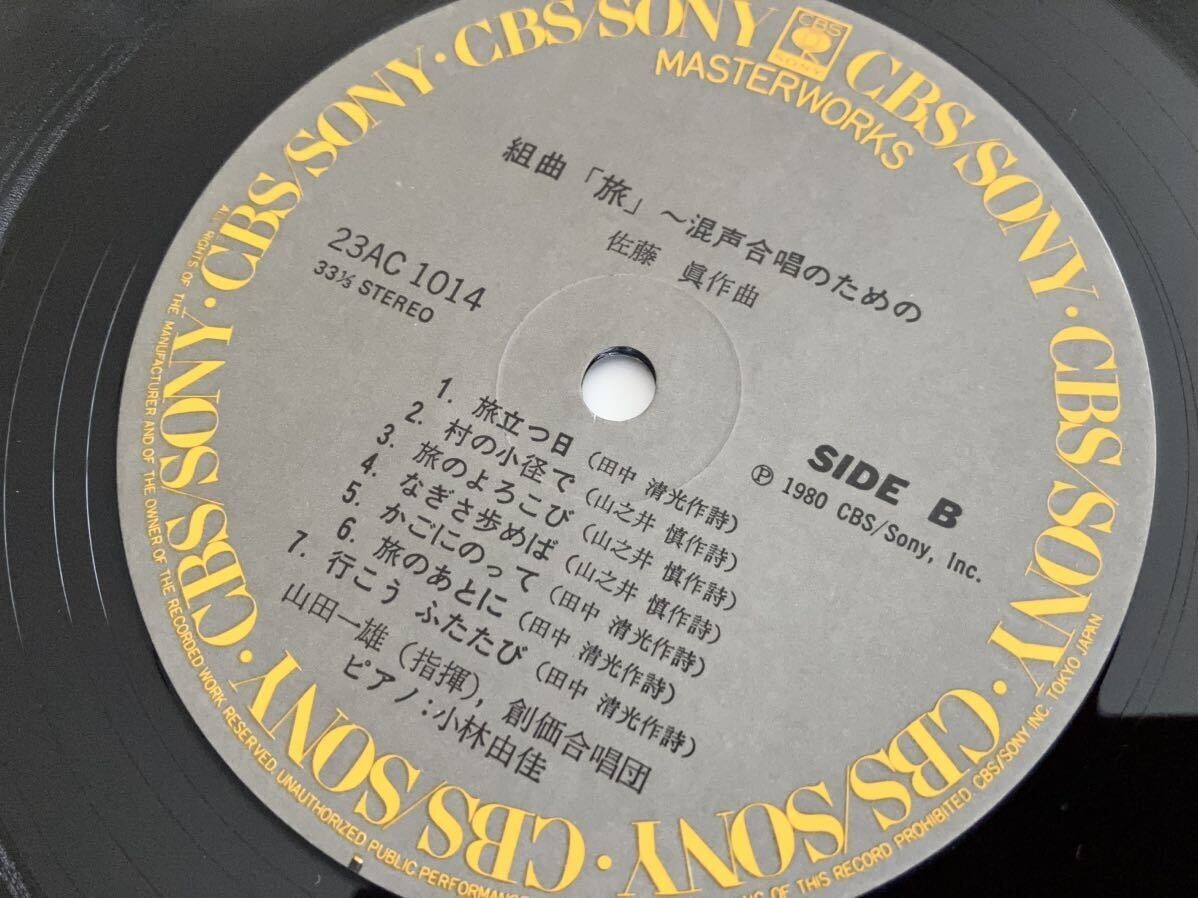 CBS/SONY · CBS/SONY · CBS/SONY · CBS/SONY · CBS/SONY · CBS/SONY · CBS/SONY · CBS/SONY · CBS/SONY
CBS
SONY
MASTERWORKS
組曲「旅」~混声合唱のための
佐藤 眞作曲
23AC 1014
33⅓ STEREO
SIDE B
Ⓟ 1980 CBS/Sony, Inc.
1. 旅立つ日 (田中 清光作詩)
2. 村の小径で (山之井 慎作詩)
3. 旅のよろこび (山之井 慎作詩)
4. なぎさ歩めば (山之井 慎作詩)
5. かごにのって (田中 清光作詩)
6. 旅のあとに (田中 清光作詩)
7. 行こう ふたたび (田中 清光作詩)
山田一雄(指揮), 創価合唱団
ピアノ:小林由佳
ALL RIGHTS OF THE MANUFACTURER AND OF THE OWNER OF THE RECORDED WORK RESERVED. UNAUTHORIZED PUBLIC PERFORMANCE
OF THIS RECORD PROHIBITED CBS/SONY INC. TOKYO JAPAN